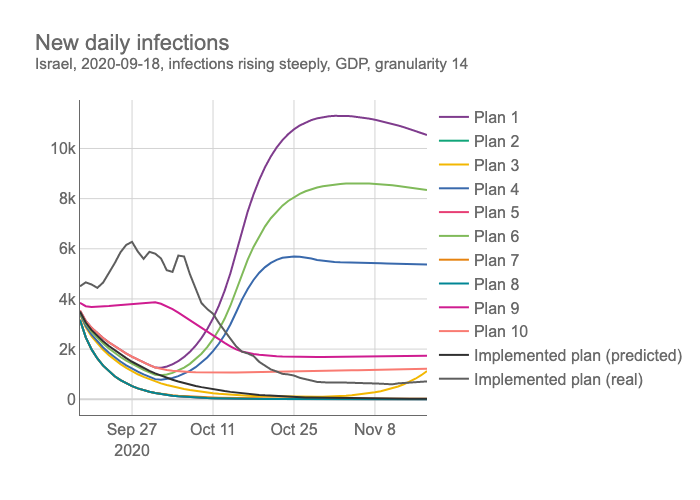 New daily infections
Israel, 2020-09-18, infections rising steeply, GDP, granularity 14
10k
8k
6k
4k
2k
0
Sep 27
2020
Oct 11
Oct 25
Nov 8
Plan 1
Plan 2
Plan 3
Plan 4
Plan 5
Plan 6
Plan 7
Plan 8
Plan 9
Plan 10
Implemented plan (predicted)
Implemented plan (real)